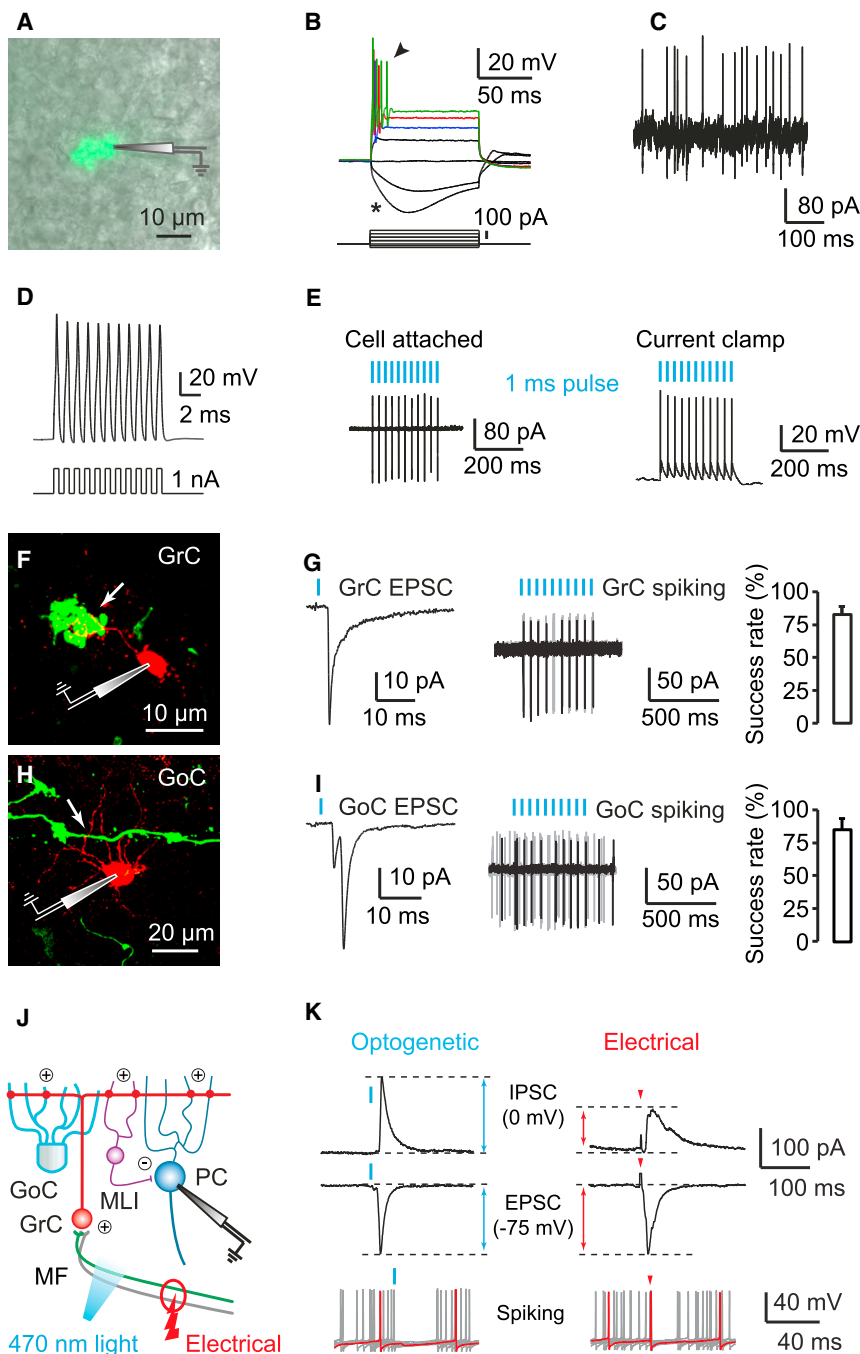 A
10 µm
B
20 mV
50 ms
*
100 pA
C
80 pA
100 ms
D
20 mV
2 ms
1 nA
E
Cell attached
Current clamp
1 ms pulse
80 pA
200 ms
20 mV
200 ms
F
GrC
10 µm
G
GrC EPSC
10 pA
10 ms
GrC spiking
50 pA
500 ms
Success rate (%)
100
75
50
25
0
H
GoC
20 µm
I
GoC EPSC
10 pA
10 ms
GoC spiking
50 pA
500 ms
Success rate (%)
100
75
50
25
0
J
+
+
+
GoC
MLI
-
PC
GrC
+
MF
470 nm light
Electrical
K
Optogenetic
Electrical
IPSC
(0 mV)
100 pA
100 ms
EPSC
(-75 mV)
Spiking
40 mV
40 ms